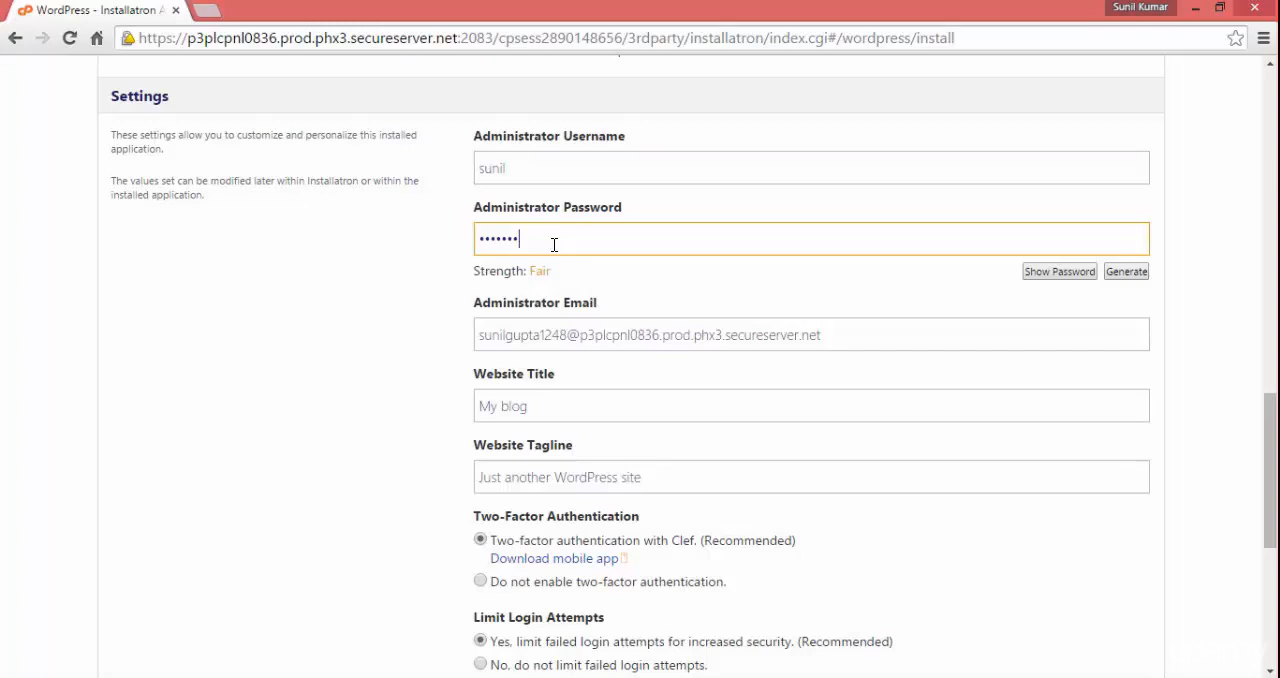 WordPress - Installatron A
Sunil Kumar
https://p3plcpnl0836.prod.phx3.secureserver.net:2083/cpsess2890148656/3rdparty/installatron/index.cgi#/wordpress/install
Settings
These settings allow you to customize and personalize this installed
application.
The values set can be modified later within Installatron or within the
installed application.
Administrator Username
sunil
Administrator Password
•••••••
Strength: Fair
Show Password
Generate
Administrator Email
sunilgupta1248@p3plcpnl0836.prod.phx3.secureserver.net
Website Title
My blog
Website Tagline
Just another WordPress site
Two-Factor Authentication
Two-factor authentication with Clef. (Recommended)
Download mobile app
Do not enable two-factor authentication.
Limit Login Attempts
Yes, limit failed login attempts for increased security. (Recommended)
No, do not limit failed login attempts.